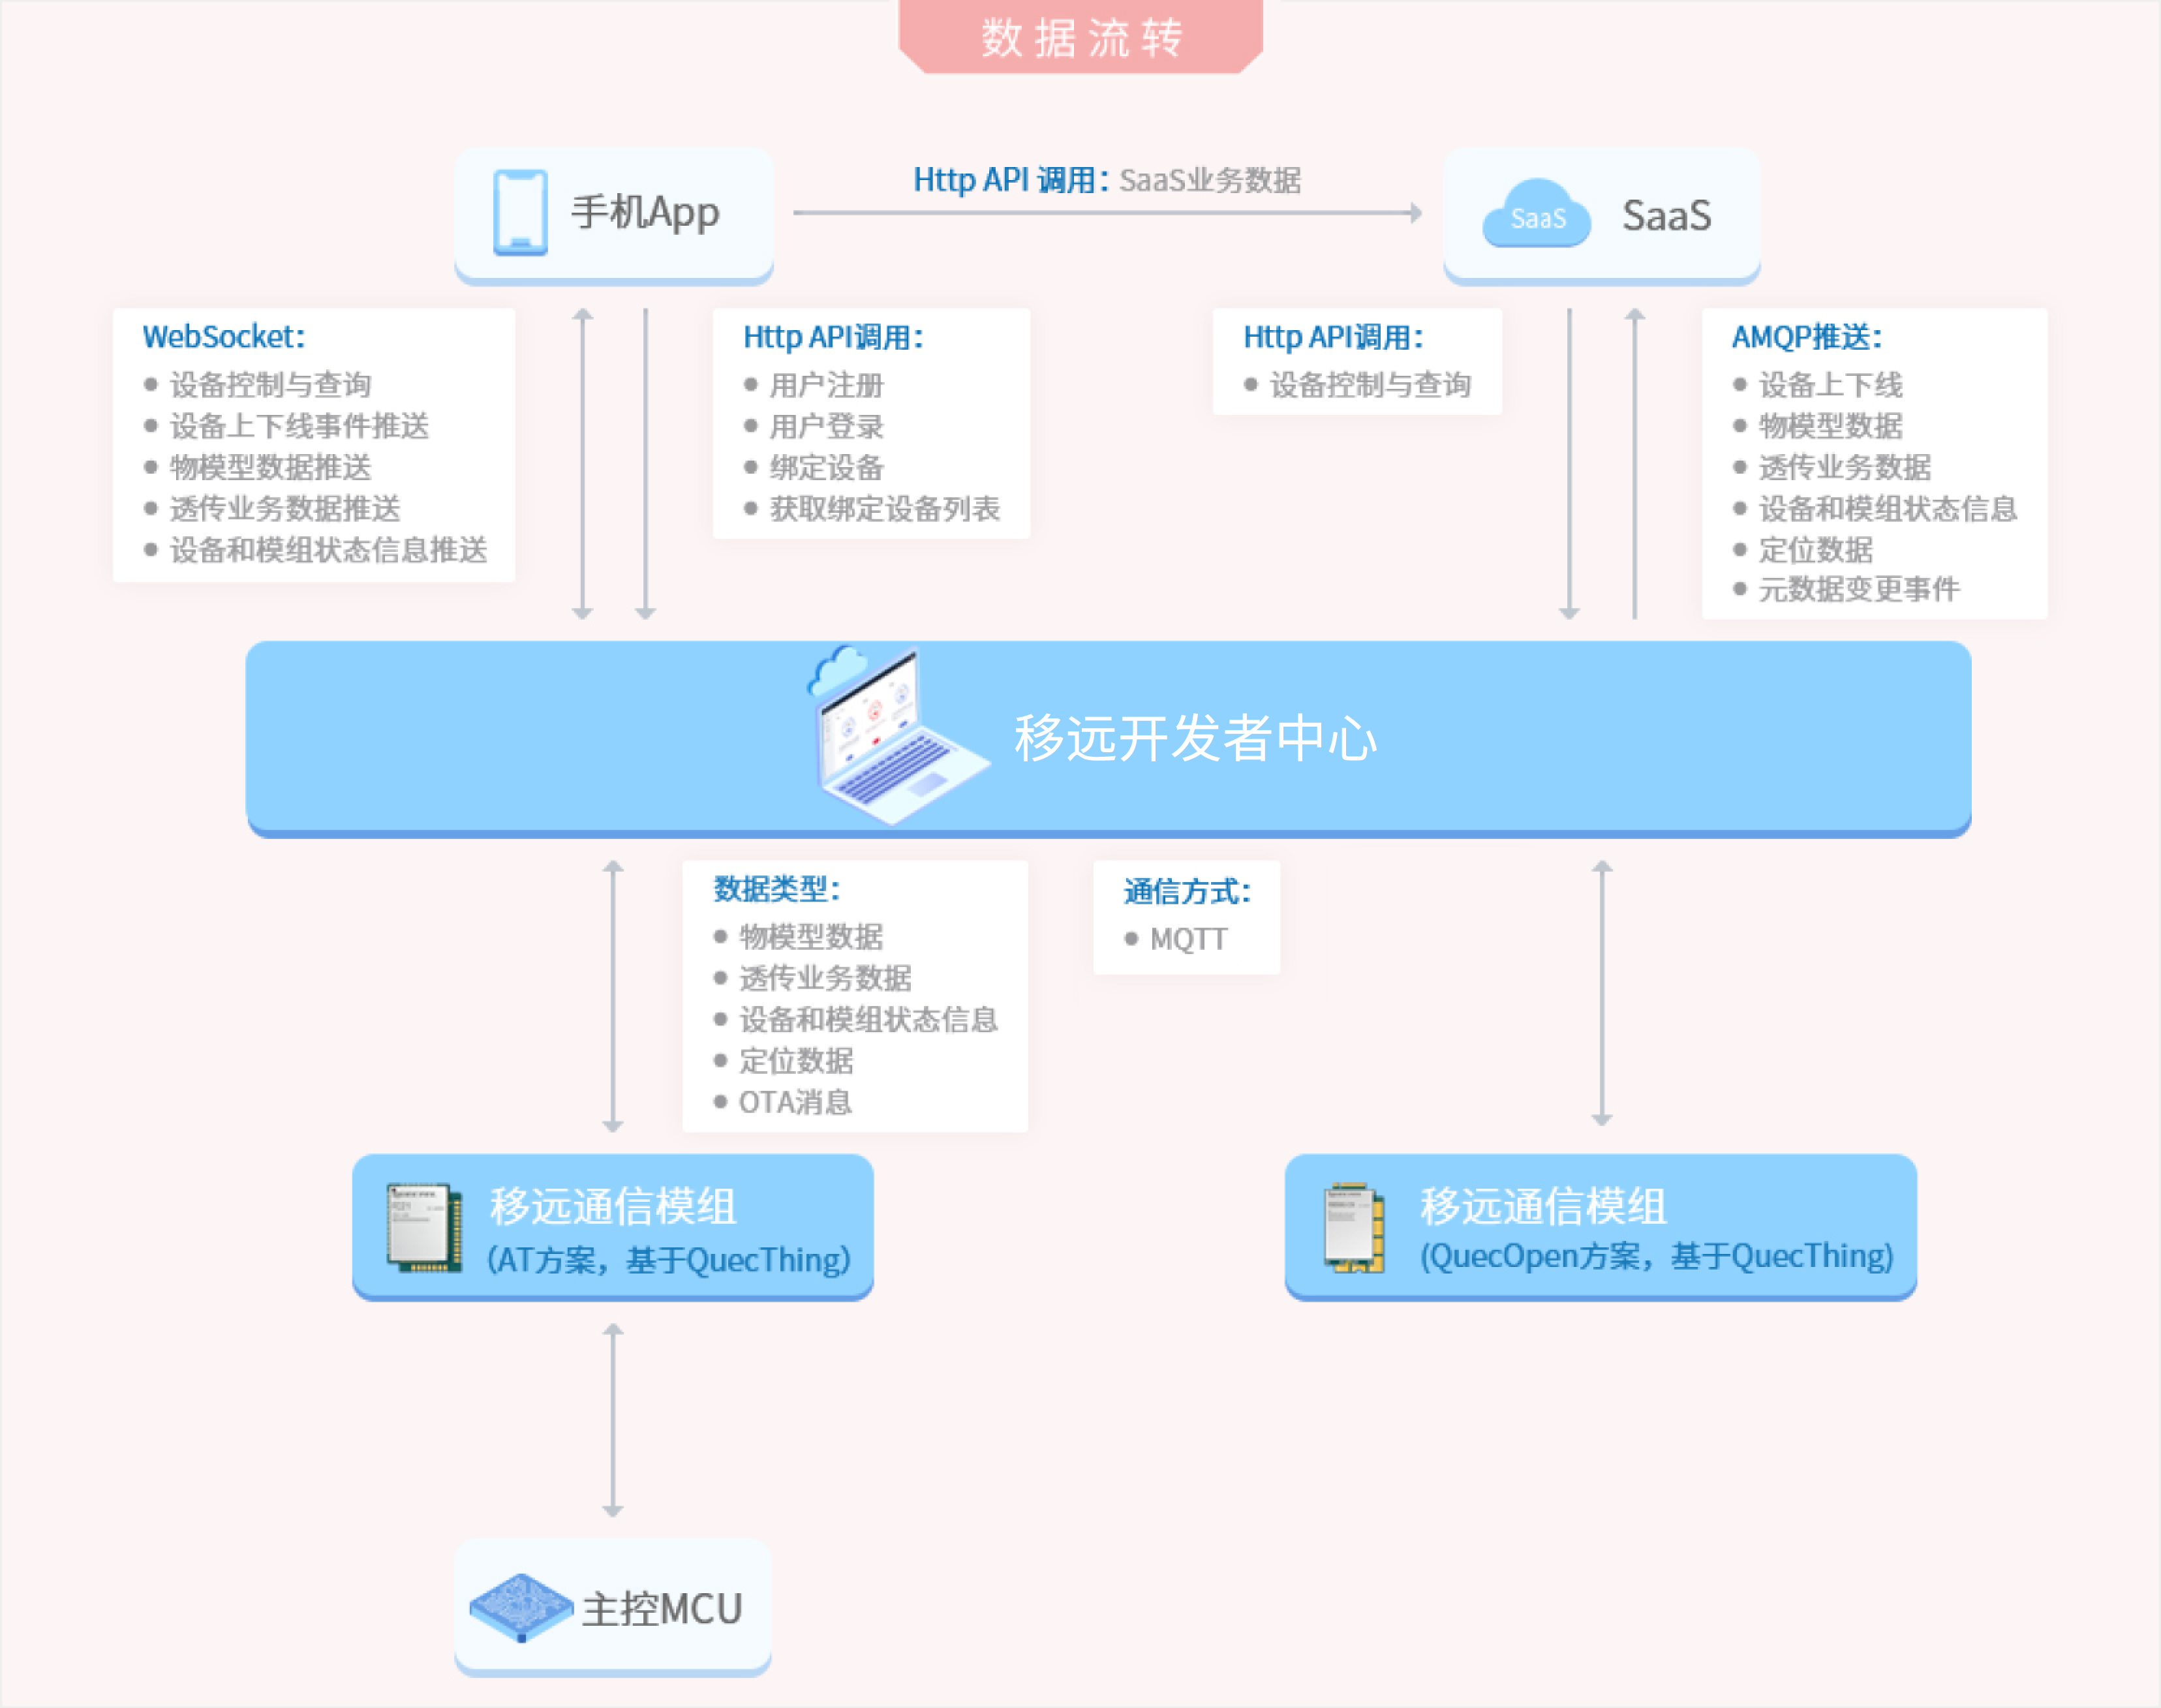 数据流转
手机App
Http API 调用：SaaS业务数据
SaaS
SaaS
WebSocket：
设备控制与查询
设备上下线事件推送
物模型数据推送
透传业务数据推送
设备和模组状态信息推送
Http API调用：
用户注册
用户登录
绑定设备
获取绑定设备列表
Http API调用：
设备控制与查询
AMQP推送：
设备上下线
物模型数据
透传业务数据
设备和模组状态信息
定位数据
元数据变更事件
移远开发者中心
数据类型：
物模型数据
透传业务数据
设备和模组状态信息
定位数据
OTA消息
通信方式：
MQTT
移远通信模组
（AT方案，基于QuecThing）
移远通信模组
(QuecOpen方案，基于QuecThing)
主控MCU